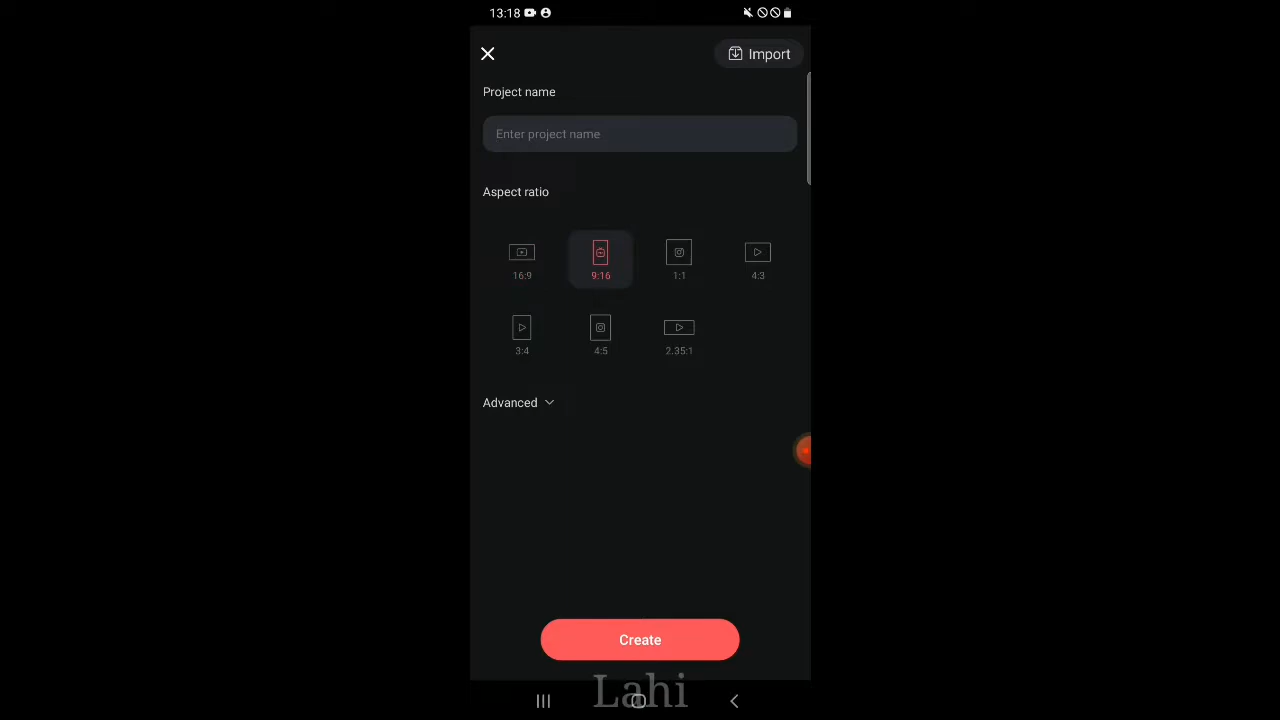 13:18
Import
Project name
Enter project name
Aspect ratio
16:9 9:16 1:1 4:3
3:4 4:5 2.35:1
Advanced
Create
Lahi